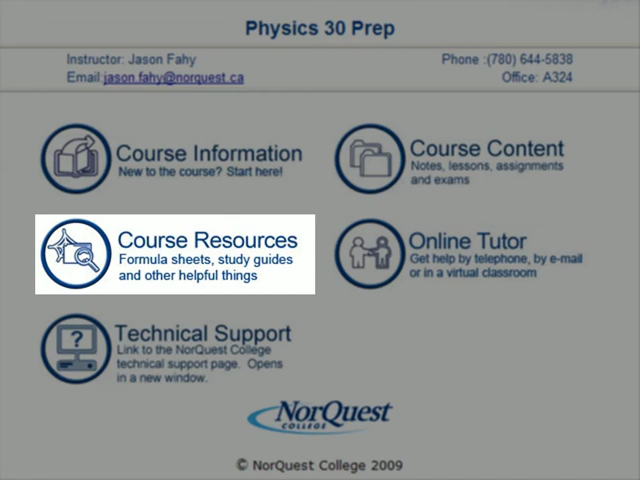 Physics 30 Prep
Instructor: Jason Fahy
Phone :(780) 644-5838
Email:jason.fahy@norquest.ca
Office: A324
Course Information
New to the course? Start here!
Course Content
Notes, lessons, assignments
and exams
Course Resources
Formula sheets, study guides
and other helpful things
Online Tutor
Get help by telephone, by e-mail
or in a virtual classroom
?
Technical Support
Link to the NorQuest College
technical support page. Opens
in a new window.
NorQuest
COLLEGE
© NorQuest College 2009